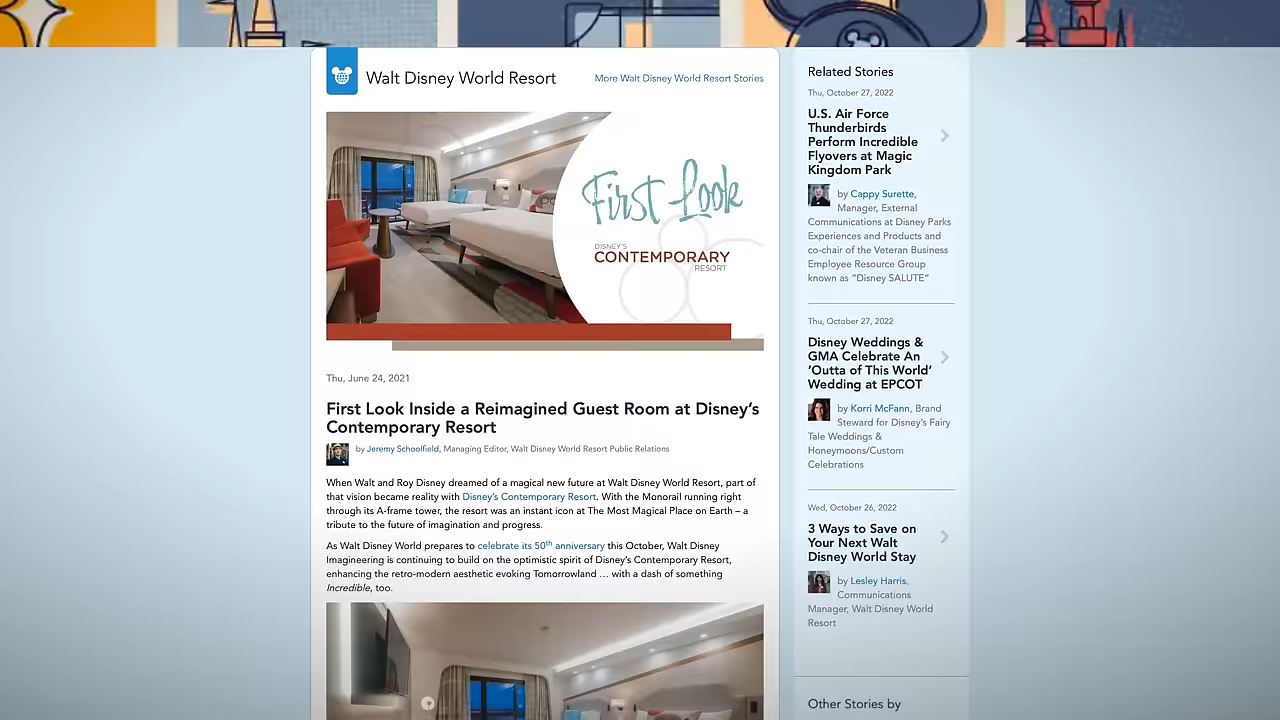 Walt Disney World Resort
More Walt Disney World Resort Stories
First Look
DISNEY'S
CONTEMPORARY
RESORT
Thu, June 24, 2021
First Look Inside a Reimagined Guest Room at Disney’s
Contemporary Resort
by Jeremy Schoolfield, Managing Editor, Walt Disney World Resort Public Relations
When Walt and Roy Disney dreamed of a magical new future at Walt Disney World Resort, part of
that vision became reality with Disney’s Contemporary Resort. With the Monorail running right
through its A-frame tower, the resort was an instant icon at The Most Magical Place on Earth – a
tribute to the future of imagination and progress.
As Walt Disney World prepares to celebrate its 50th anniversary this October, Walt Disney
Imagineering is continuing to build on the optimistic spirit of Disney’s Contemporary Resort,
enhancing the retro-modern aesthetic evoking Tomorrowland … with a dash of something
Incredible, too.
Related Stories
Thu, October 27, 2022
U.S. Air Force
Thunderbirds
Perform Incredible
Flyovers at Magic
Kingdom Park
by Cappy Surette,
Manager, External
Communications at Disney Parks
Experiences and Products and
co-chair of the Veteran Business
Employee Resource Group
known as “Disney SALUTE”
Thu, October 27, 2022
Disney Weddings &
GMA Celebrate An
‘Outta of This World’
Wedding at EPCOT
by Korri McFann, Brand
Steward for Disney’s Fairy
Tale Weddings &
Honeymoons/Custom
Celebrations
Wed, October 26, 2022
3 Ways to Save on
Your Next Walt
Disney World Stay
by Lesley Harris,
Communications
Manager, Walt Disney World
Resort
Other Stories by